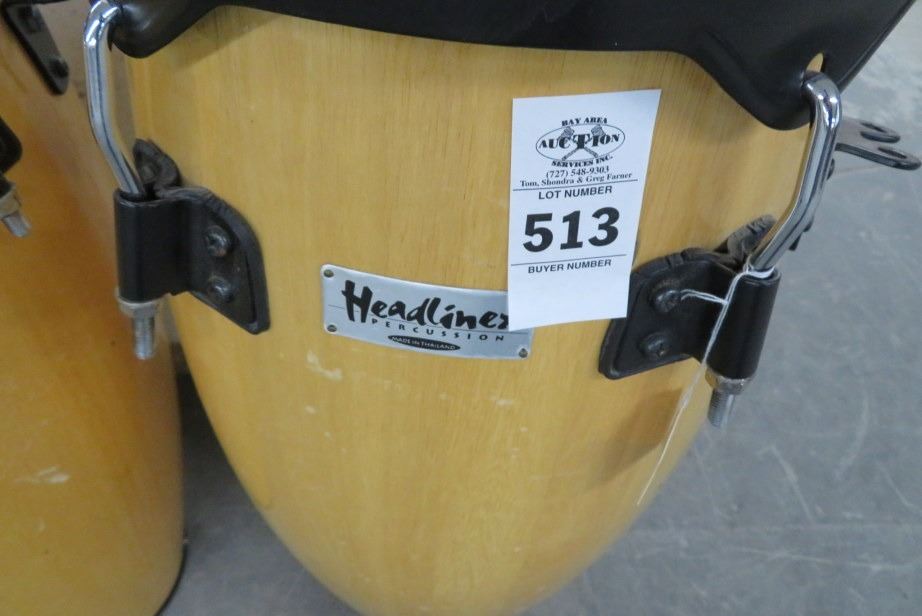 BAY AREA
AUCTION
SERVICES INC.
(727) 548-9303
Tom, Shondra & Greg Farner
LOT NUMBER
513
BUYER NUMBER
Headliner
PERCUSSION
MADE IN THAILAND